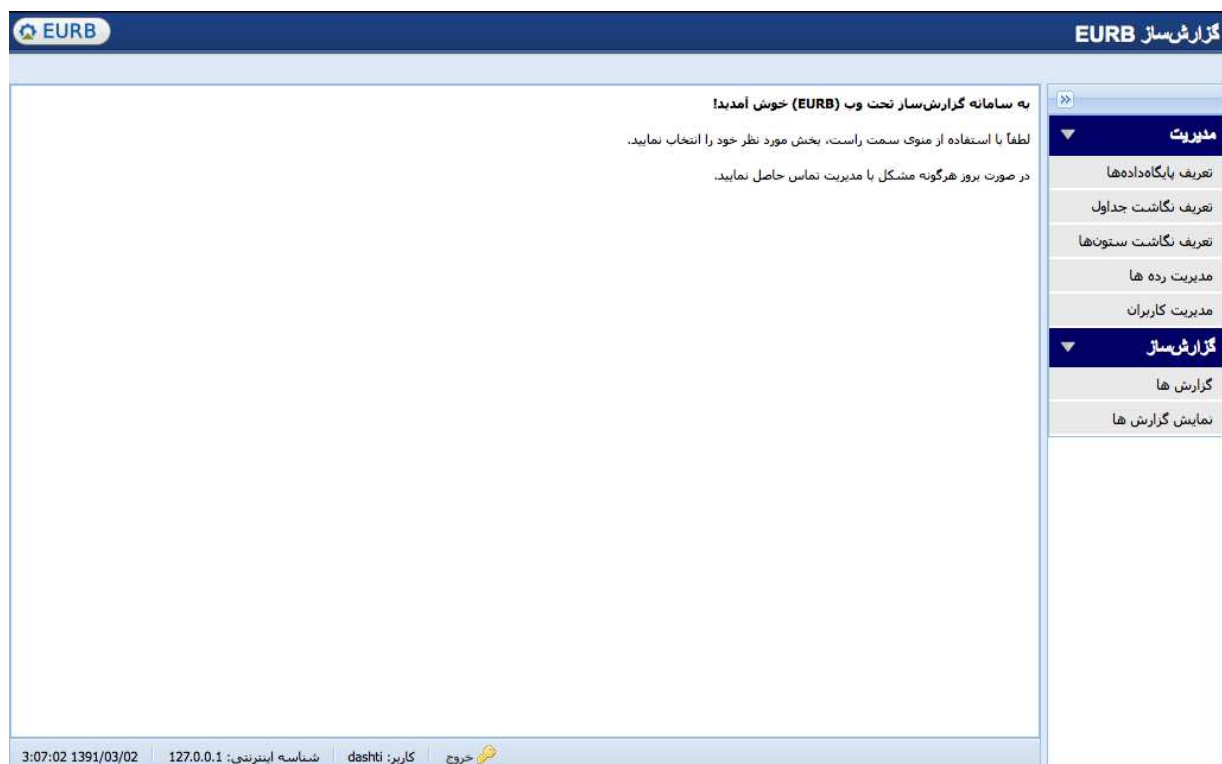 گزارش‌ساز EURB
EURB
مدیریت
تعریف پایگاه‌داده‌ها
تعریف نگاشت جداول
تعریف نگاشت ستون‌ها
مدیریت رده ها
مدیریت کاربران
گزارش‌ساز
گزارش ها
نمایش گزارش ها
به سامانه گزارش‌ساز تحت وب (EURB) خوش آمدید!
لطفاً با استفاده از منوی سمت راست، بخش مورد نظر خود را انتخاب نمایید.
در صورت بروز هرگونه مشکل با مدیریت تماس حاصل نمایید.
خروج
کاربر: dashti
شناسه اینترنتی: 127.0.0.1
3:07:02 1391/03/02